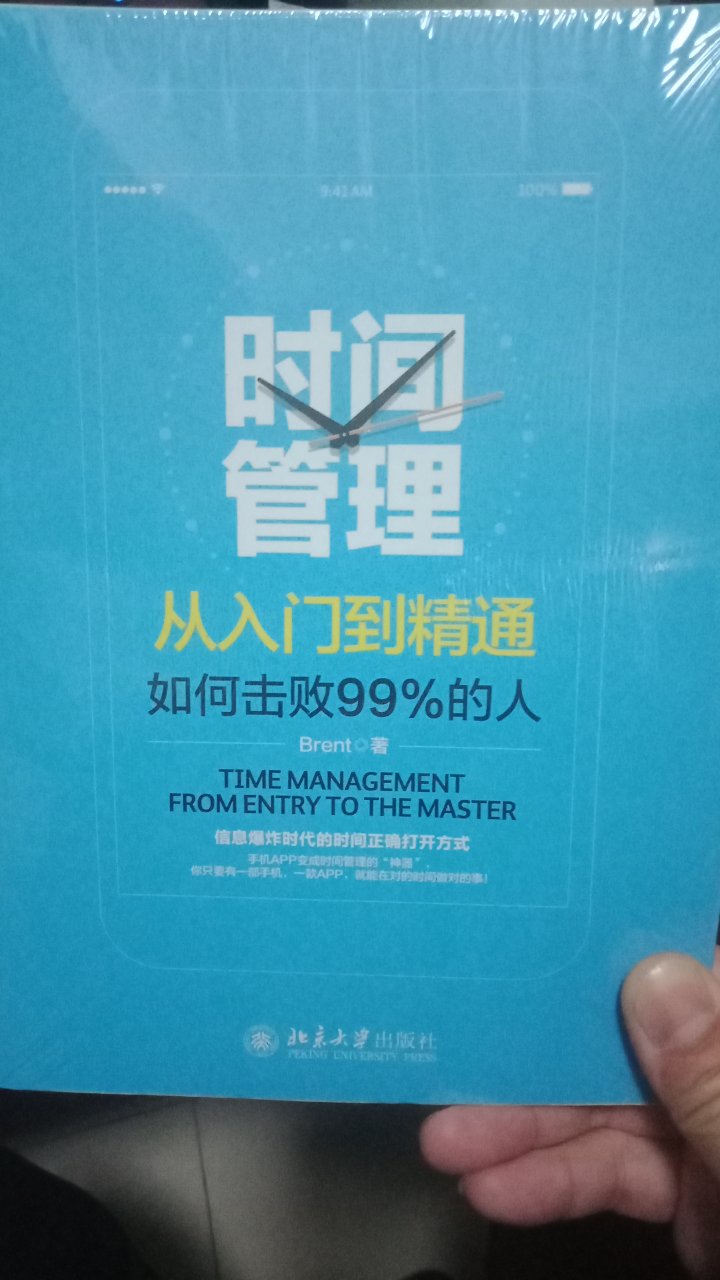 9:41 AM 100%
时间
管理
从入门到精通
如何击败99%的人
Brent 著
TIME MANAGEMENT
FROM ENTRY TO THE MASTER
信息爆炸时代的时间正确打开方式
手机APP变成时间管理的“神器”,
你只要有一部手机,一款APP,就能在对的时间做对的事!
北京大学出版社
PEKING UNIVERSITY PRESS